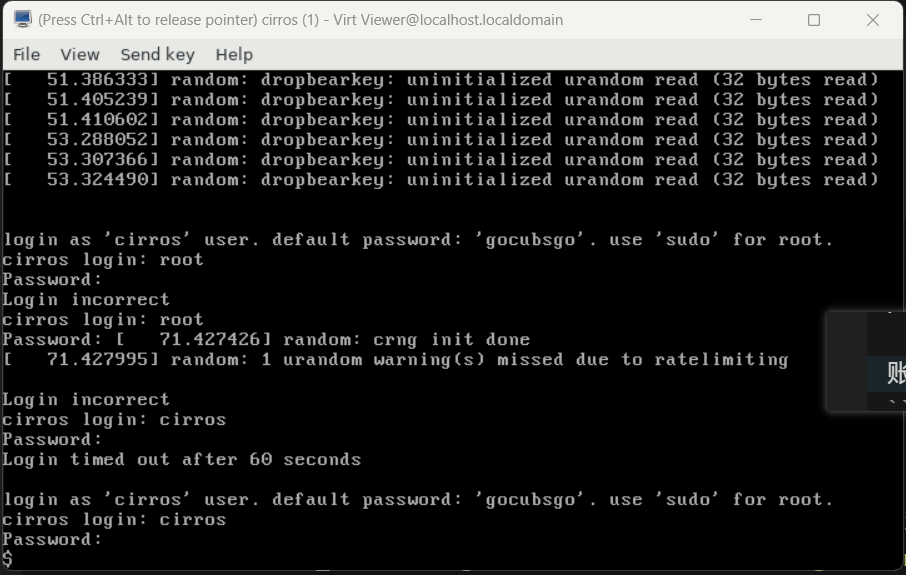 (Press Ctrl+Alt to release pointer) cirros (1) - Virt Viewer@localhost.localdomain
File View Send key Help
[   51.386333] random: dropbearkey: uninitialized urandom read (32 bytes read)
[   51.405239] random: dropbearkey: uninitialized urandom read (32 bytes read)
[   51.410602] random: dropbearkey: uninitialized urandom read (32 bytes read)
[   53.288052] random: dropbearkey: uninitialized urandom read (32 bytes read)
[   53.307366] random: dropbearkey: uninitialized urandom read (32 bytes read)
[   53.324490] random: dropbearkey: uninitialized urandom read (32 bytes read)
login as 'cirros' user. default password: 'gocubsgo'. use 'sudo' for root.
cirros login: root
Password:
Login incorrect
cirros login: root
Password: [   71.427426] random: crng init done
[   71.427995] random: 1 urandom warning(s) missed due to ratelimiting
Login incorrect
cirros login: cirros
Password:
Login timed out after 60 seconds
login as 'cirros' user. default password: 'gocubsgo'. use 'sudo' for root.
cirros login: cirros
Password:
$